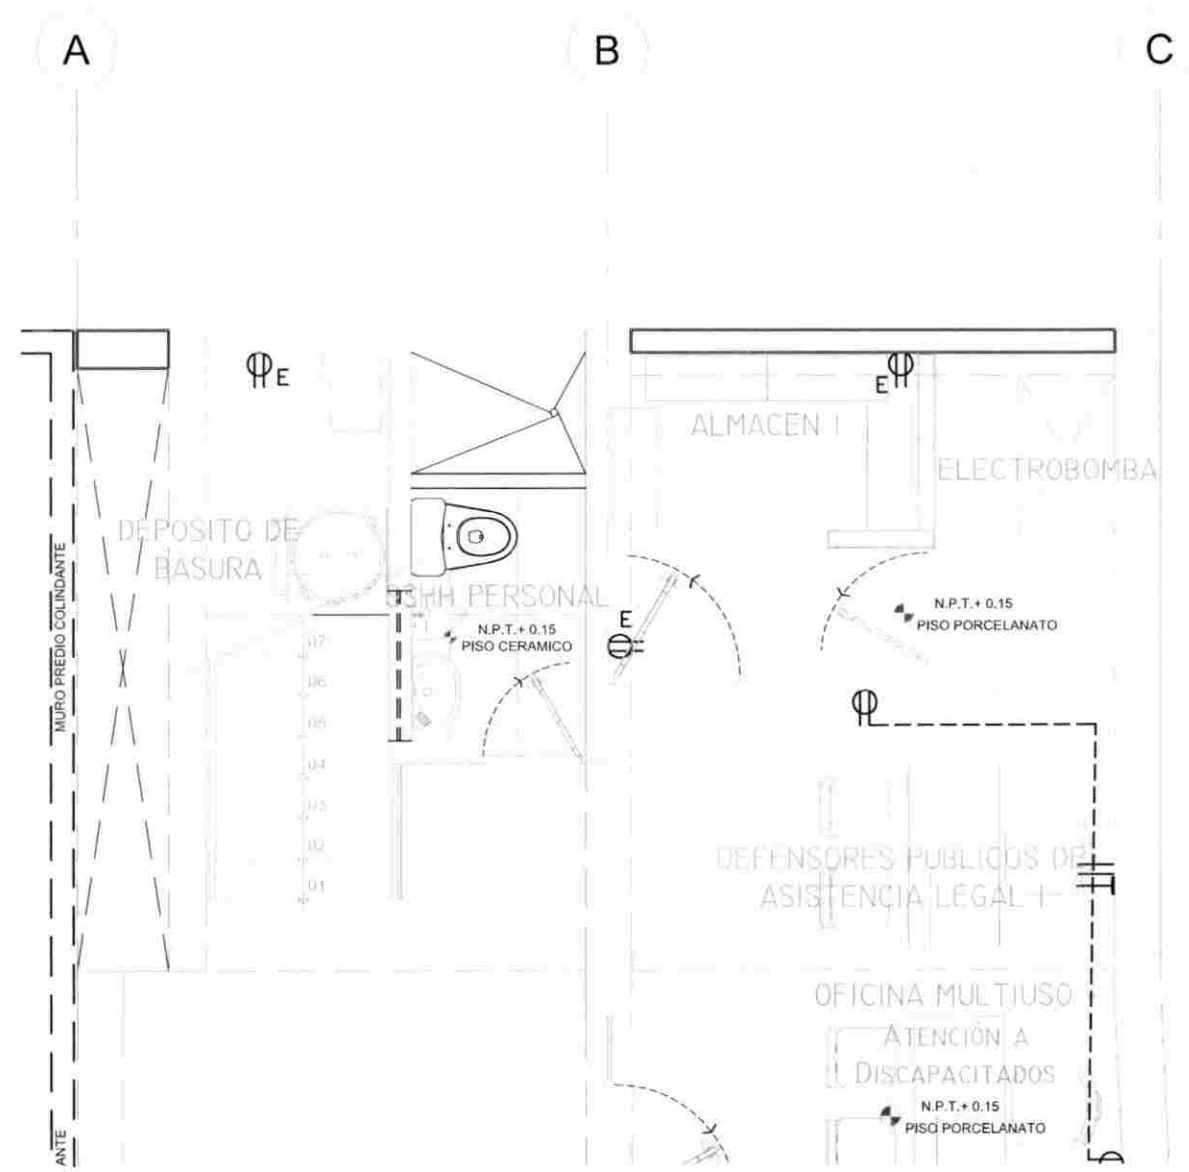 A
B
C
E
E
ALMACEN I
ELECTROBOMBA
DEPOSITO DE
BASURA
SSHH PERSONAL
N.P.T.+ 0.15
PISO CERAMICO
E
N.P.T.+ 0.15
PISO PORCELANATO
MURO PREDIO COLINDANTE
07
06
05
04
03
02
01
DEFENSORES PUBLICOS DE
ASISTENCIA LEGAL I
OFICINA MULTIUSO
ATENCIÓN A
DISCAPACITADOS
N.P.T.+ 0.15
PISO PORCELANATO
ANTE